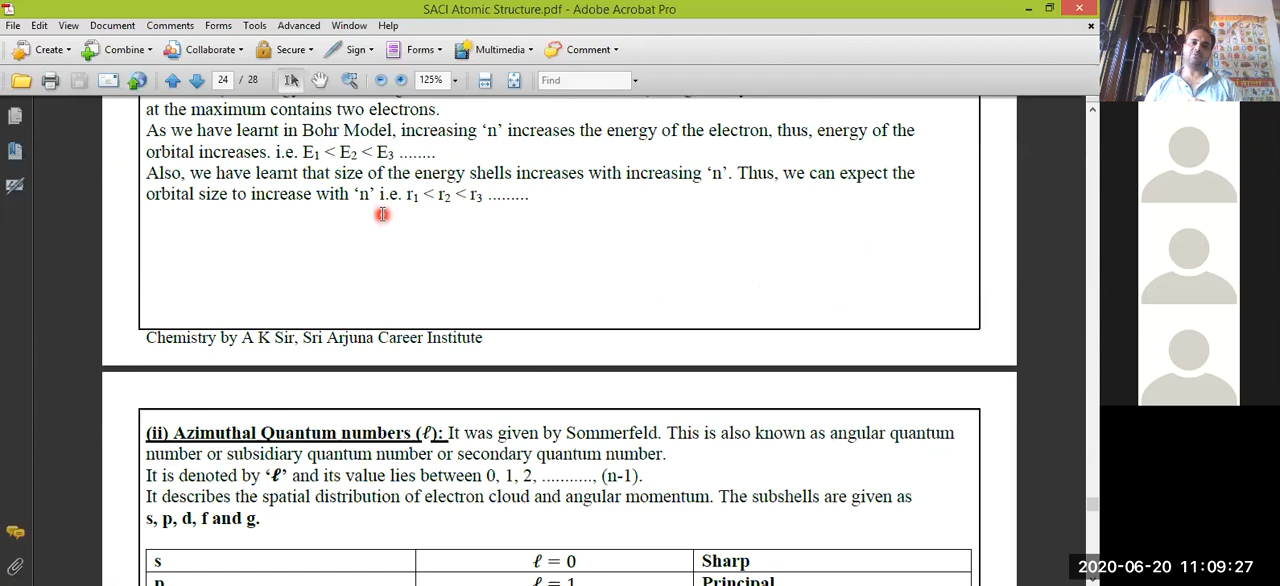 SACI Atomic Structure.pdf - Adobe Acrobat Pro
File Edit View Document Comments Forms Tools Advanced Window Help
Create Combine Collaborate Secure Sign Forms Multimedia Comment
24 / 28 125% Find
at the maximum contains two electrons.
As we have learnt in Bohr Model, increasing ‘n’ increases the energy of the electron, thus, energy of the
orbital increases. i.e. E₁ < E₂ < E₃ ........
Also, we have learnt that size of the energy shells increases with increasing ‘n’. Thus, we can expect the
orbital size to increase with ‘n’ i.e. r₁ < r₂ < r₃ .........
Chemistry by A K Sir, Sri Arjuna Career Institute
(ii) Azimuthal Quantum numbers (ℓ): It was given by Sommerfeld. This is also known as angular quantum
number or subsidiary quantum number or secondary quantum number.
It is denoted by ‘ℓ’ and its value lies between 0, 1, 2, ..........., (n-1).
It describes the spatial distribution of electron cloud and angular momentum. The subshells are given as
s, p, d, f and g.
s ℓ = 0 Sharp
p ℓ = 1 Principal
2020-06-20 11:09:27